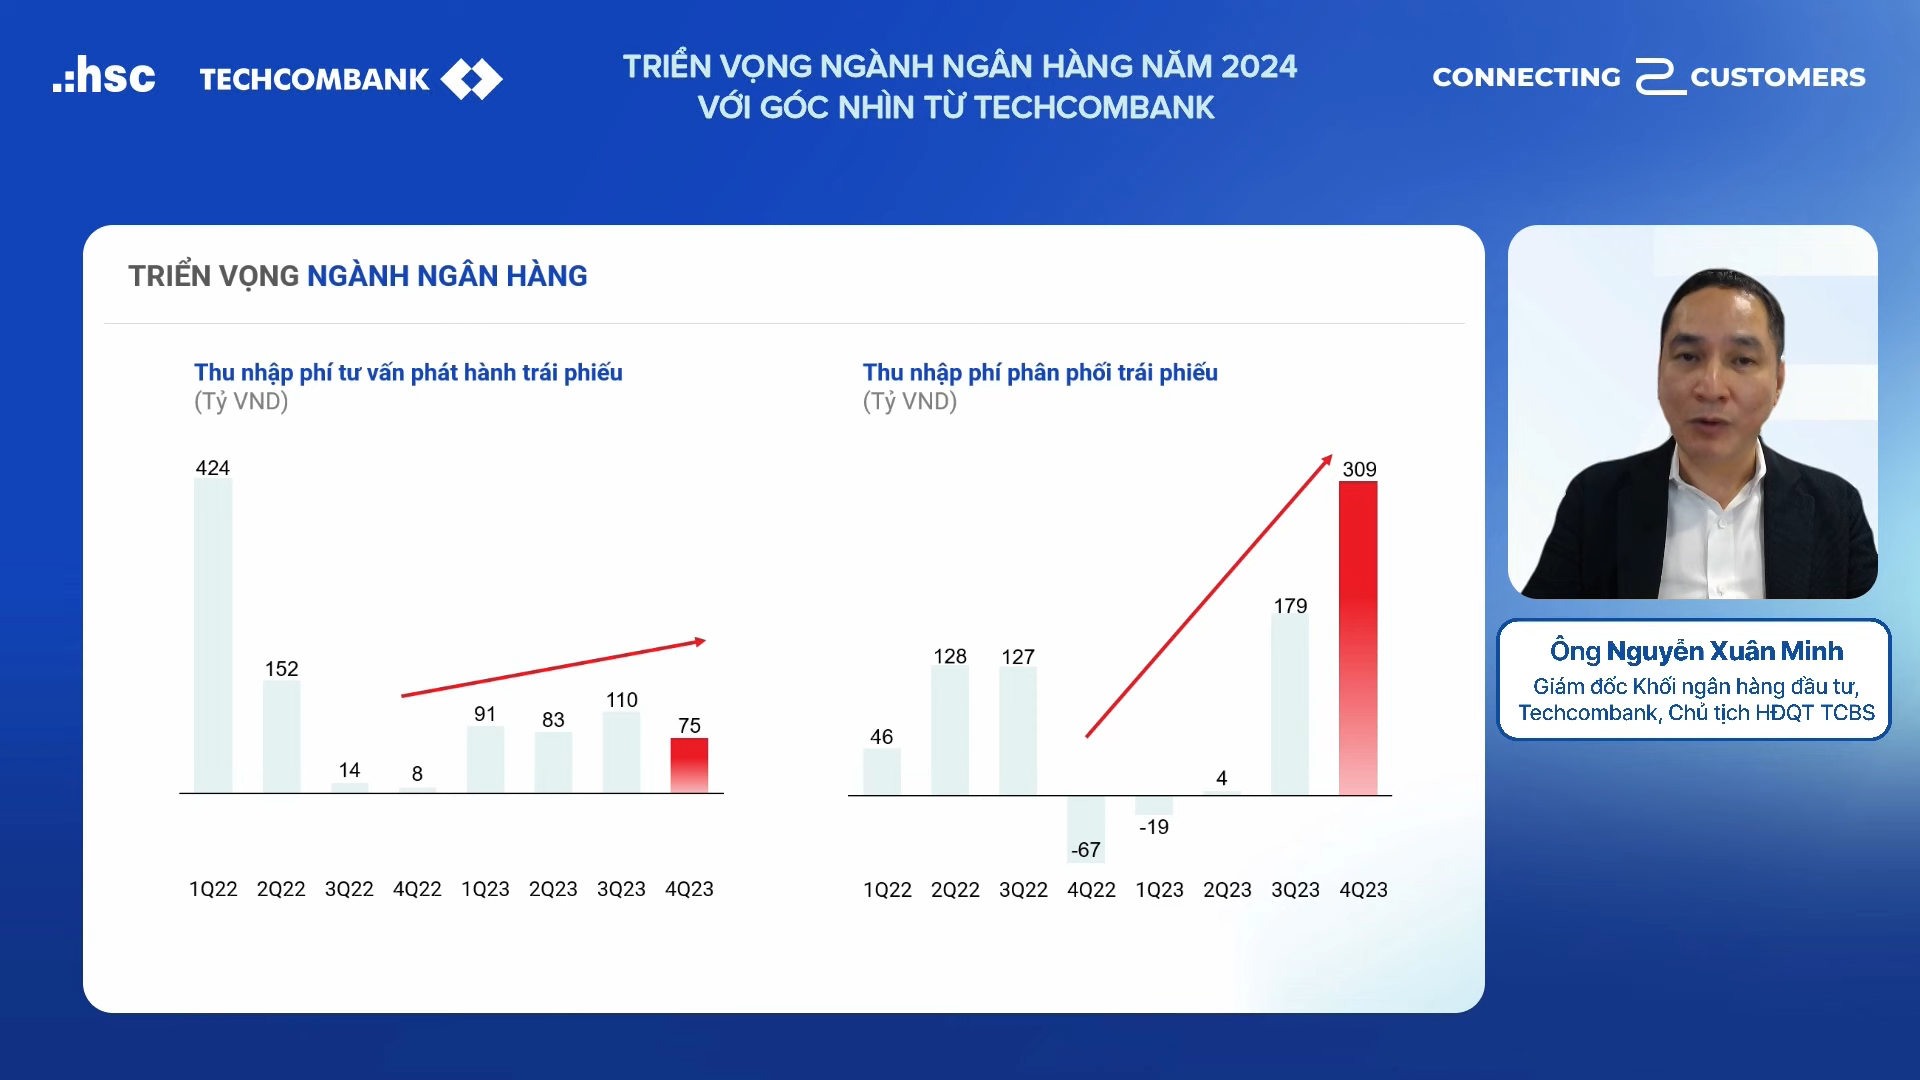 .:hsc
TECHCOMBANK
TRIỂN VỌNG NGÀNH NGÂN HÀNG NĂM 2024
VỚI GÓC NHÌN TỪ TECHCOMBANK
CONNECTING CUSTOMERS
TRIỂN VỌNG NGÀNH NGÂN HÀNG
Thu nhập phí tư vấn phát hành trái phiếu
(Tỷ VND)
424
152
14
8
91
83
110
75
1Q22 2Q22 3Q22 4Q22 1Q23 2Q23 3Q23 4Q23
Thu nhập phí phân phối trái phiếu
(Tỷ VND)
46
128
127
-67
-19
4
179
309
1Q22 2Q22 3Q22 4Q22 1Q23 2Q23 3Q23 4Q23
Ông Nguyễn Xuân Minh
Giám đốc Khối ngân hàng đầu tư,
Techcombank, Chủ tịch HĐQT TCBS